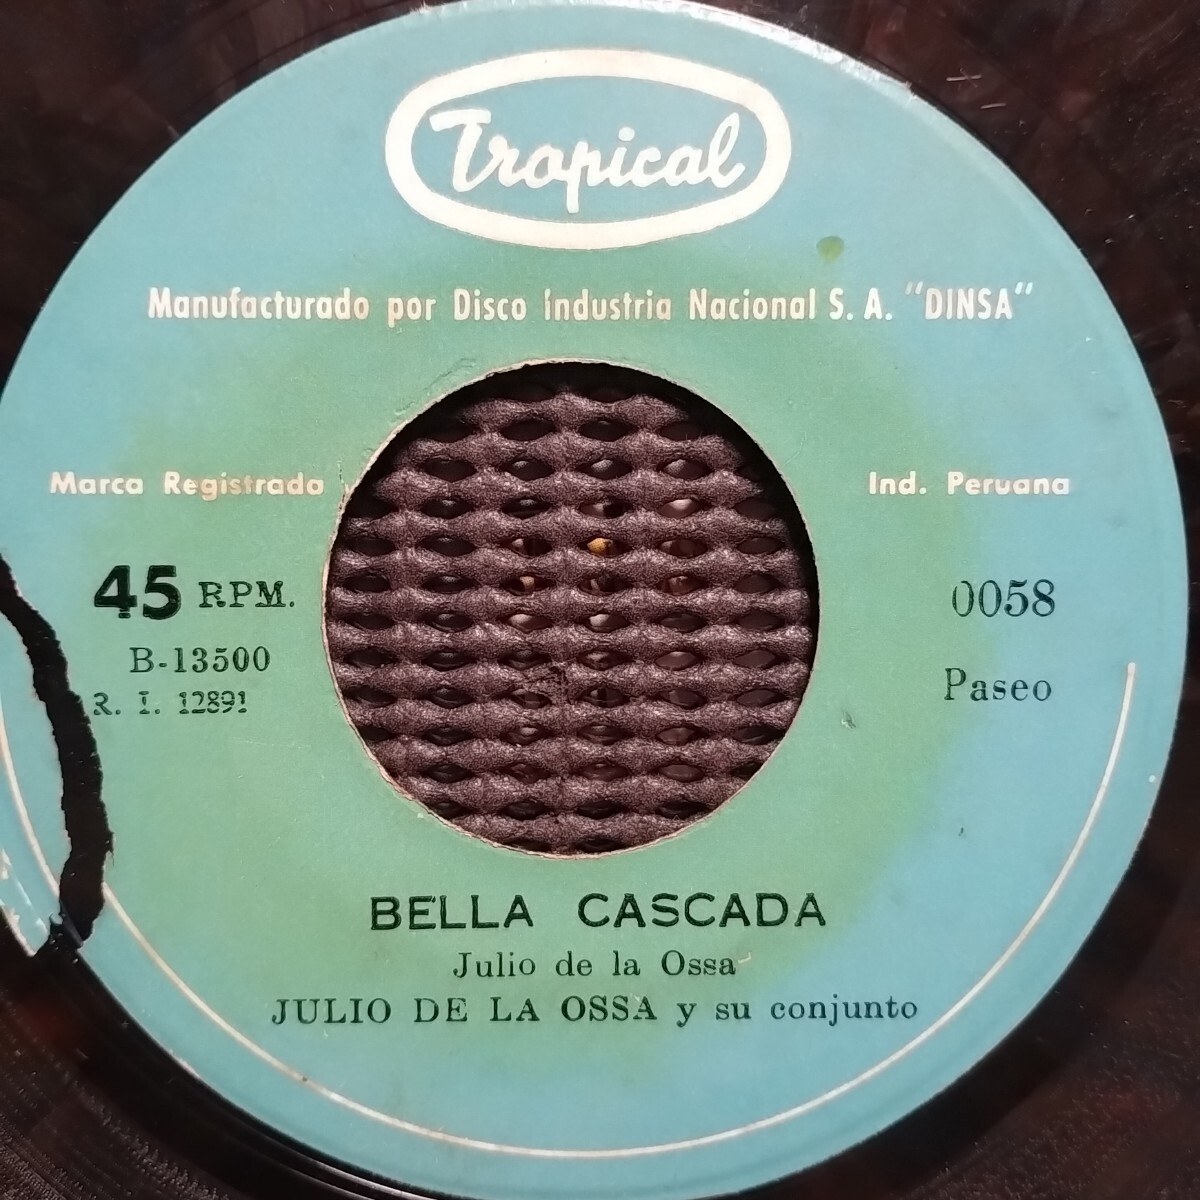 Tropical
Manufacturado por Disco Industria Nacional S. A. "DINSA"
Marca Registrada
Ind. Peruana
45 RPM.
0058
B-13500
Paseo
R. I. 12891
BELLA CASCADA
Julio de la Ossa
JULIO DE LA OSSA y su conjunto